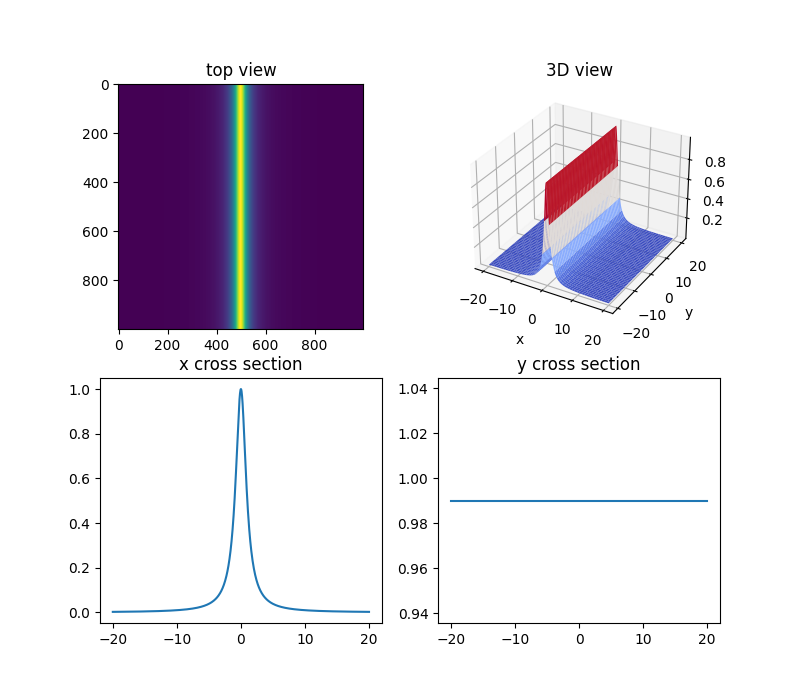 top view
0
200
400
600
800
0 200 400 600 800
3D view
0.8
0.6
0.4
0.2
−20 −10 0 10 20
x
−20 −10 0 10 20
y
x cross section
1.0
0.8
0.6
0.4
0.2
0.0
−20 −10 0 10 20
y cross section
1.04
1.02
1.00
0.98
0.96
0.94
−20 −10 0 10 20